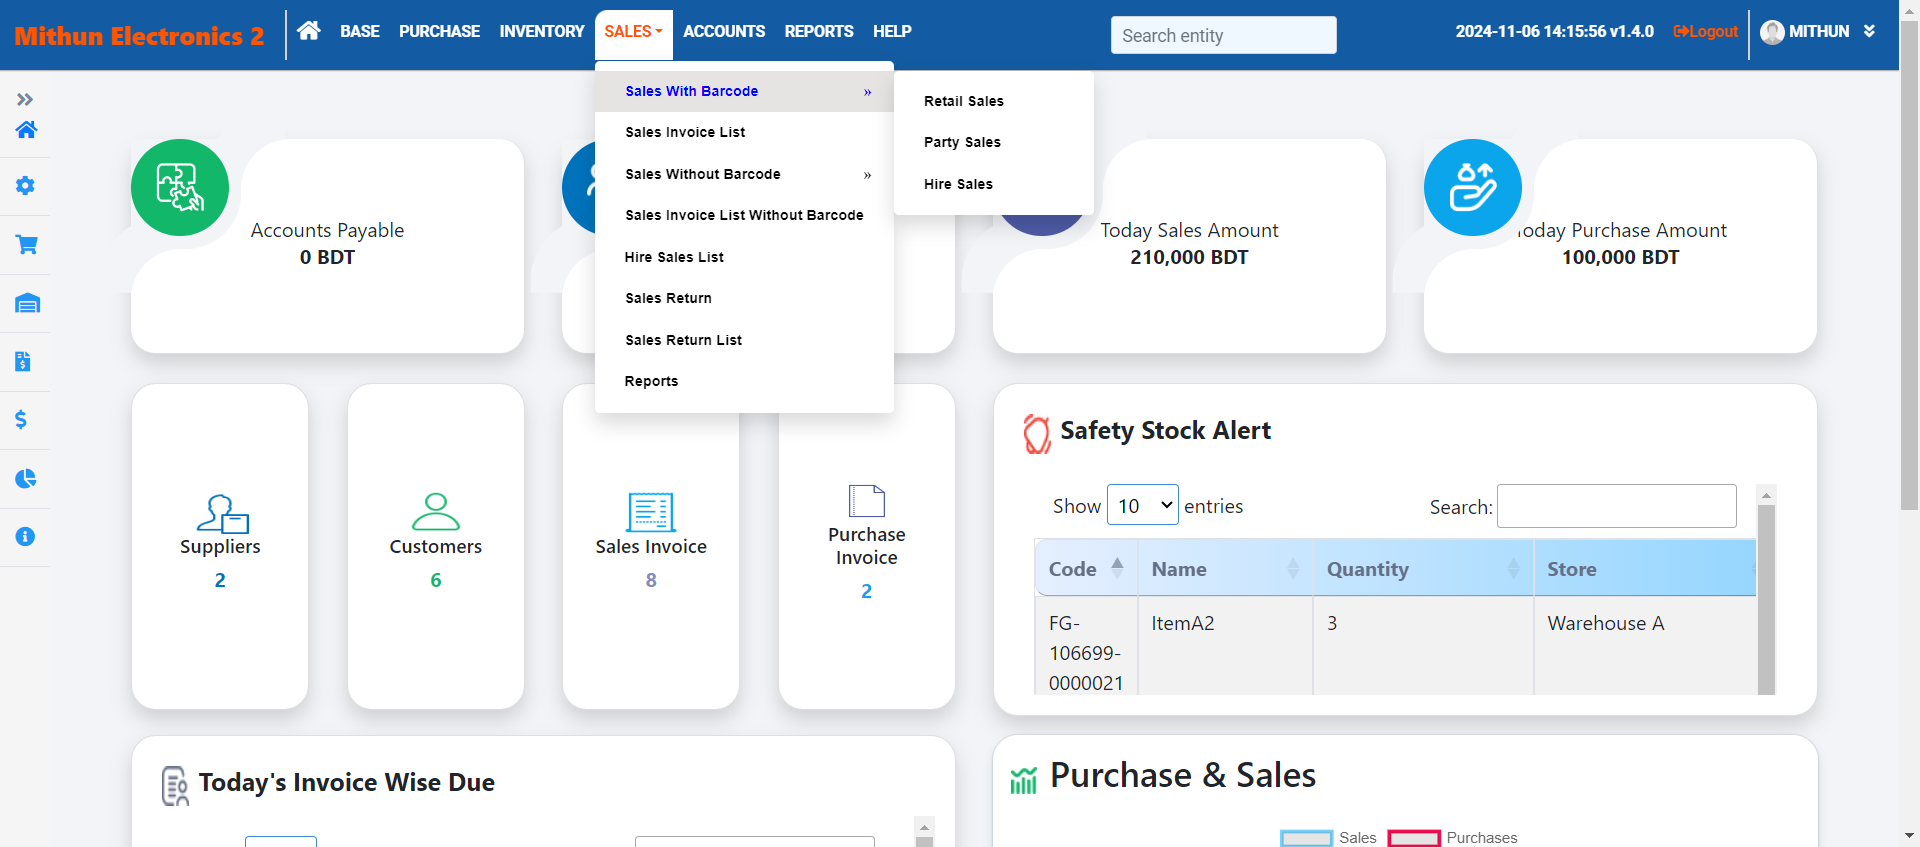 Mithun Electronics 2
BASE PURCHASE INVENTORY SALES ACCOUNTS REPORTS HELP
Search entity
2024-11-06 14:15:56 v1.4.0 Logout MITHUN
Sales With Barcode »
Sales Invoice List
Sales Without Barcode »
Sales Invoice List Without Barcode
Hire Sales List
Sales Return
Sales Return List
Reports
Retail Sales
Party Sales
Hire Sales
Accounts Payable
0 BDT
Today Sales Amount
210,000 BDT
Today Purchase Amount
100,000 BDT
Suppliers
2
Customers
6
Sales Invoice
8
Purchase
Invoice
2
Safety Stock Alert
Show 10 entries
Search:
Code Name Quantity Store
FG-
106699-
0000021
ItemA2 3 Warehouse A
Today's Invoice Wise Due
Purchase & Sales
Sales Purchases